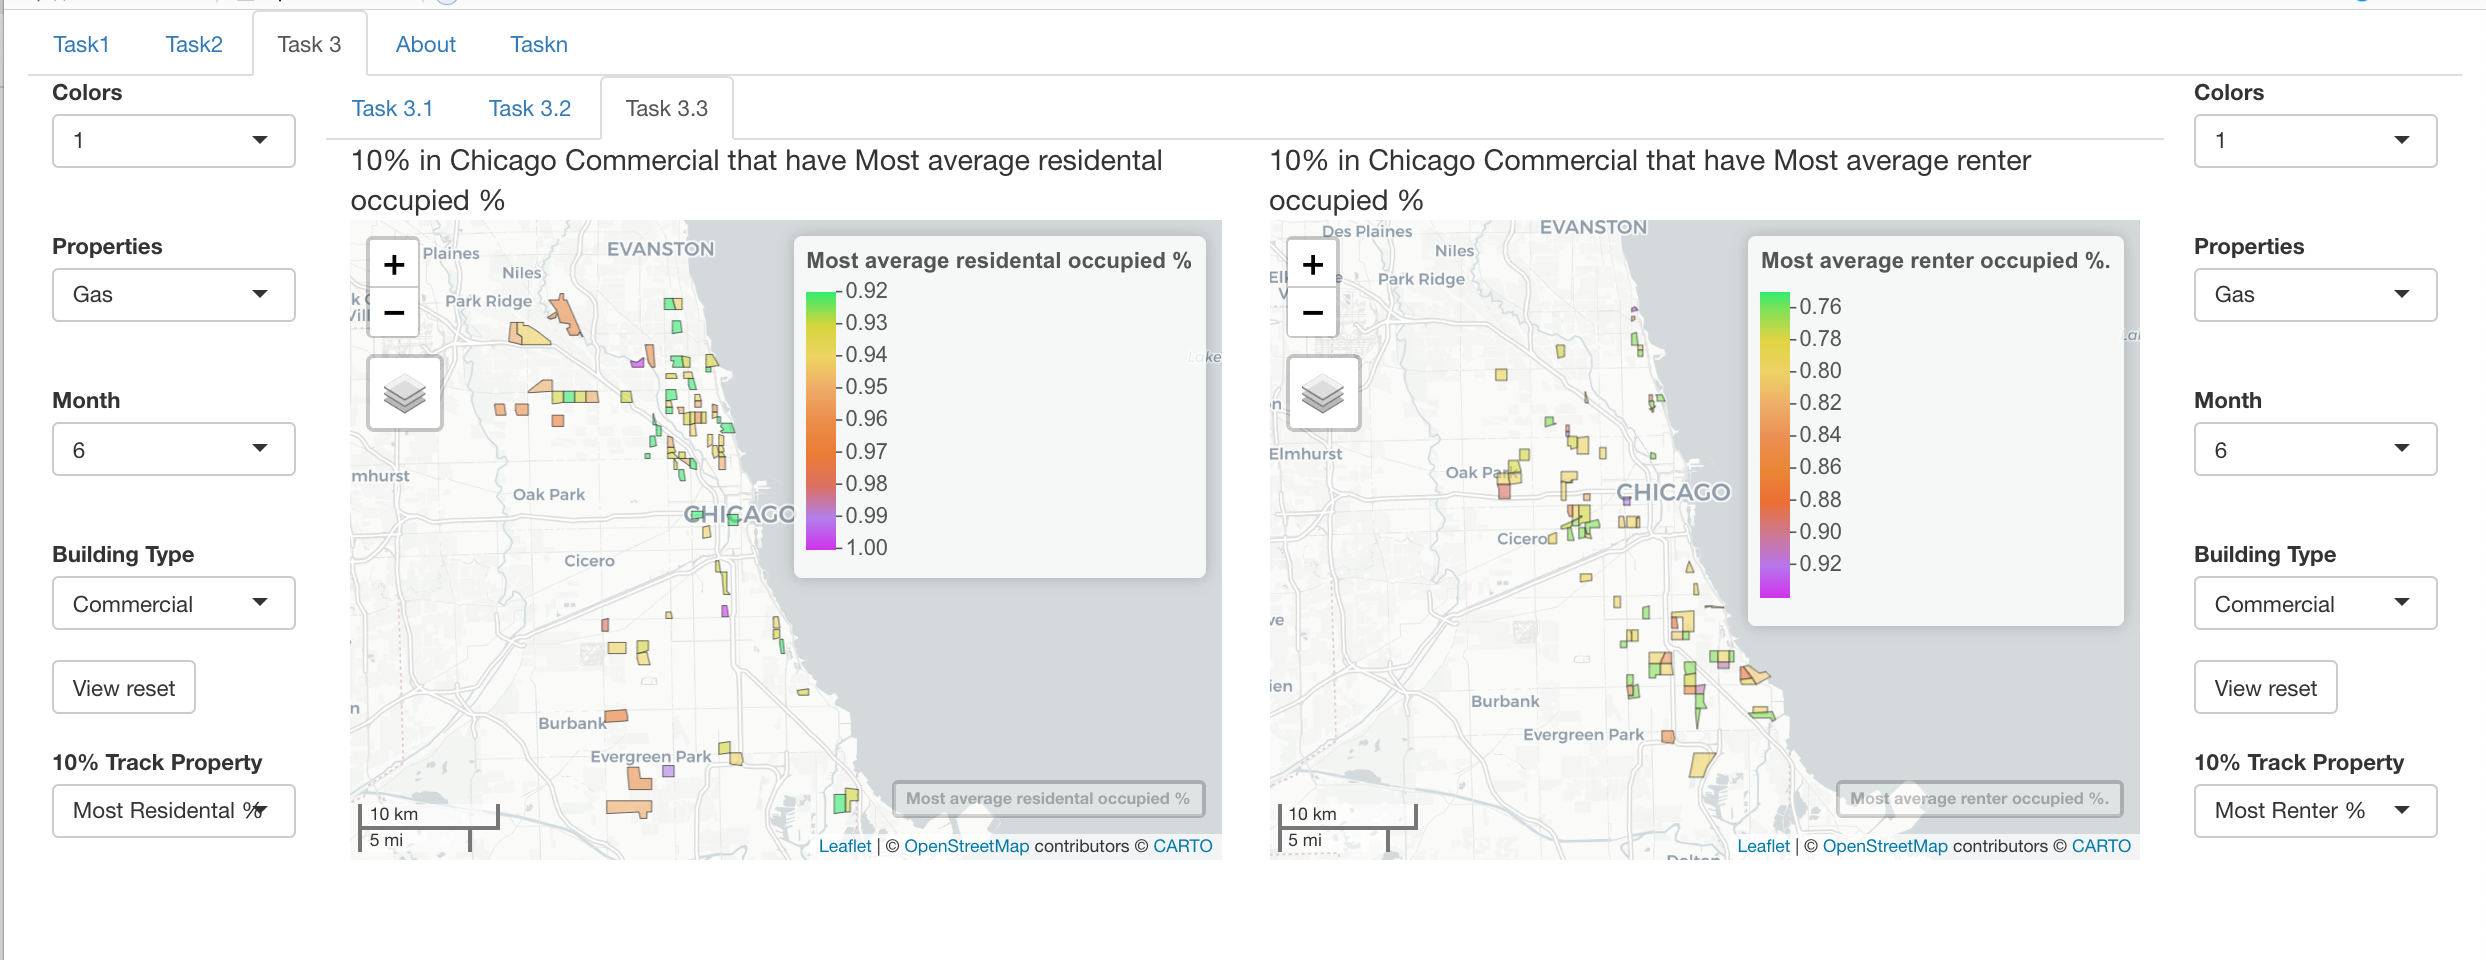 Task1 Task2 Task 3 About Taskn
Colors
1
Properties
Gas
Month
6
Building Type
Commercial
View reset
10% Track Property
Most Residental %
Task 3.1 Task 3.2 Task 3.3
10% in Chicago Commercial that have Most average residental
occupied %
+
−
Plaines
EVANSTON
Niles
Park Ridge
mhurst
Oak Park
CHICAGO
Cicero
Burbank
Evergreen Park
Lake
Most average residental occupied %
0.92
0.93
0.94
0.95
0.96
0.97
0.98
0.99
1.00
Most average residental occupied %
10 km
5 mi
Leaflet | © OpenStreetMap contributors © CARTO
10% in Chicago Commercial that have Most average renter
occupied %
+
−
Des Plaines
EVANSTON
Niles
Park Ridge
Elmhurst
Oak Park
CHICAGO
Cicero
Burbank
Evergreen Park
Most average renter occupied %.
0.76
0.78
0.80
0.82
0.84
0.86
0.88
0.90
0.92
Most average renter occupied %.
10 km
5 mi
Leaflet | © OpenStreetMap contributors © CARTO
Colors
1
Properties
Gas
Month
6
Building Type
Commercial
View reset
10% Track Property
Most Renter %